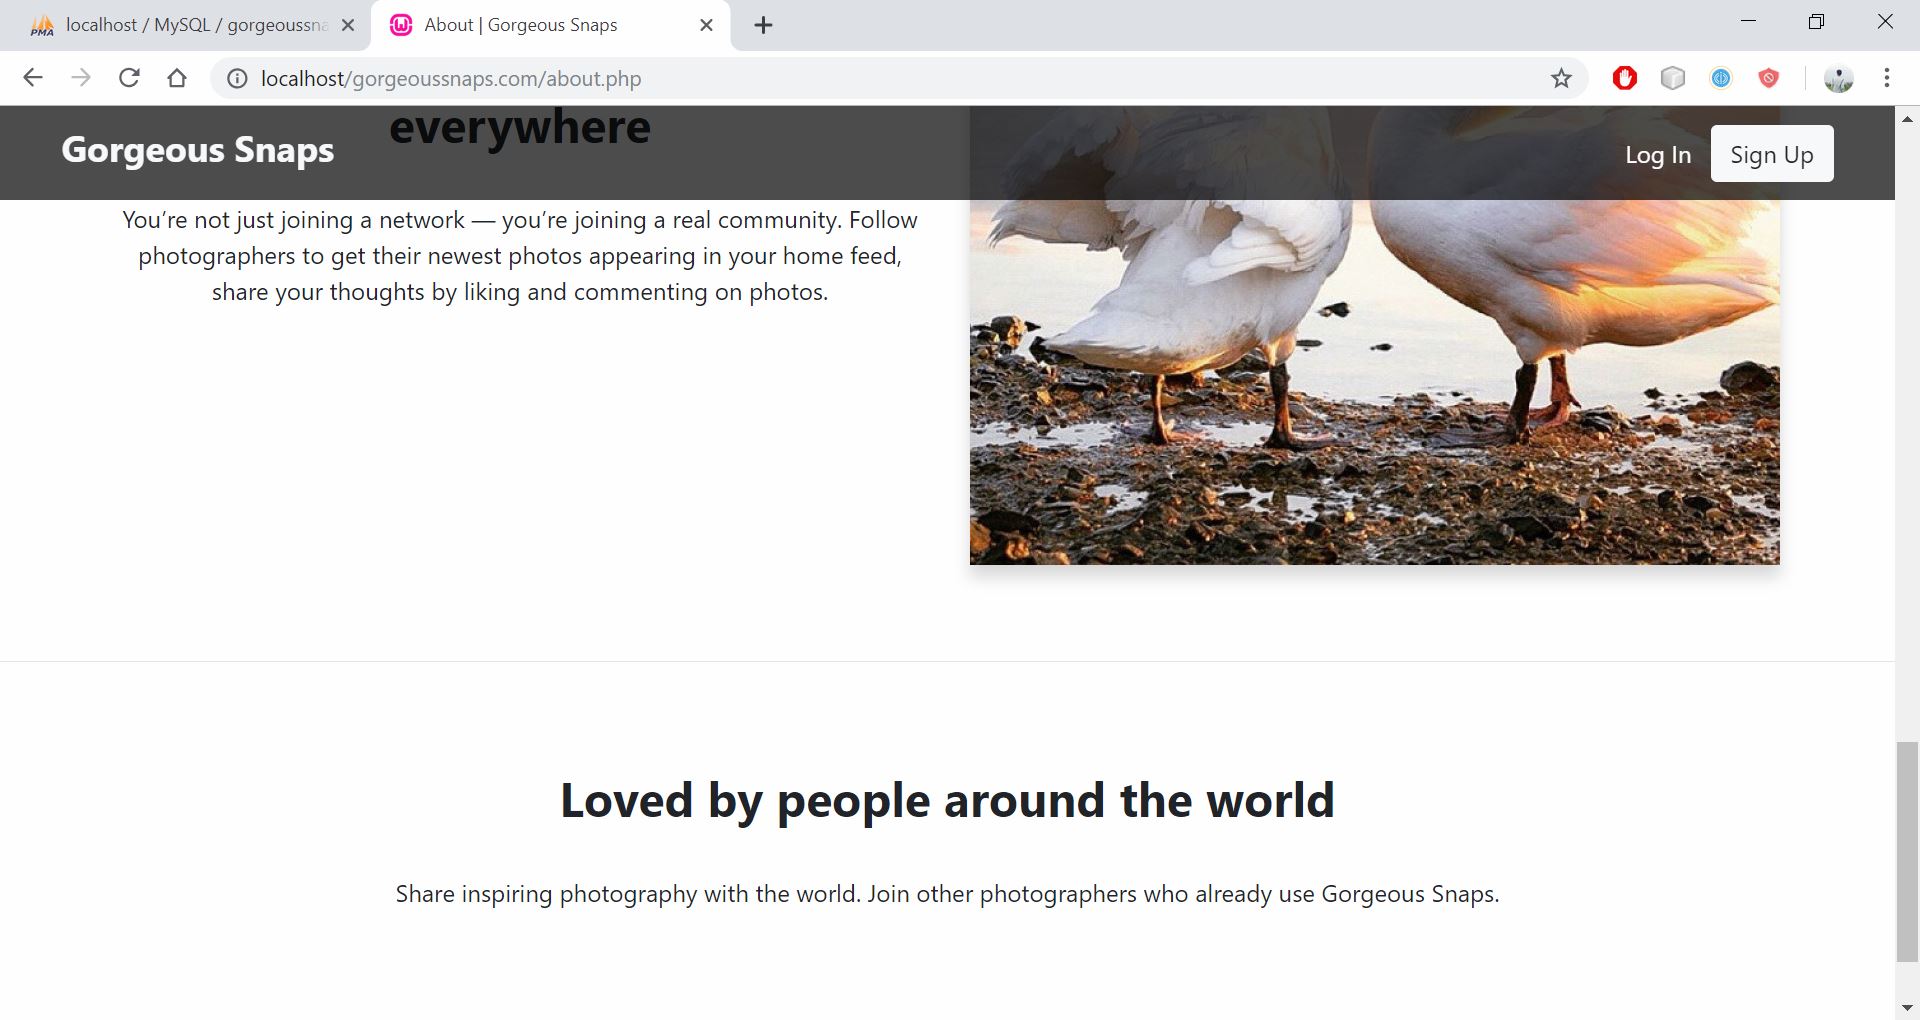 PMA localhost / MySQL / gorgeoussna
About | Gorgeous Snaps
localhost/gorgeoussnaps.com/about.php
everywhere
Gorgeous Snaps
Log In
Sign Up
You’re not just joining a network — you’re joining a real community. Follow
photographers to get their newest photos appearing in your home feed,
share your thoughts by liking and commenting on photos.
Loved by people around the world
Share inspiring photography with the world. Join other photographers who already use Gorgeous Snaps.